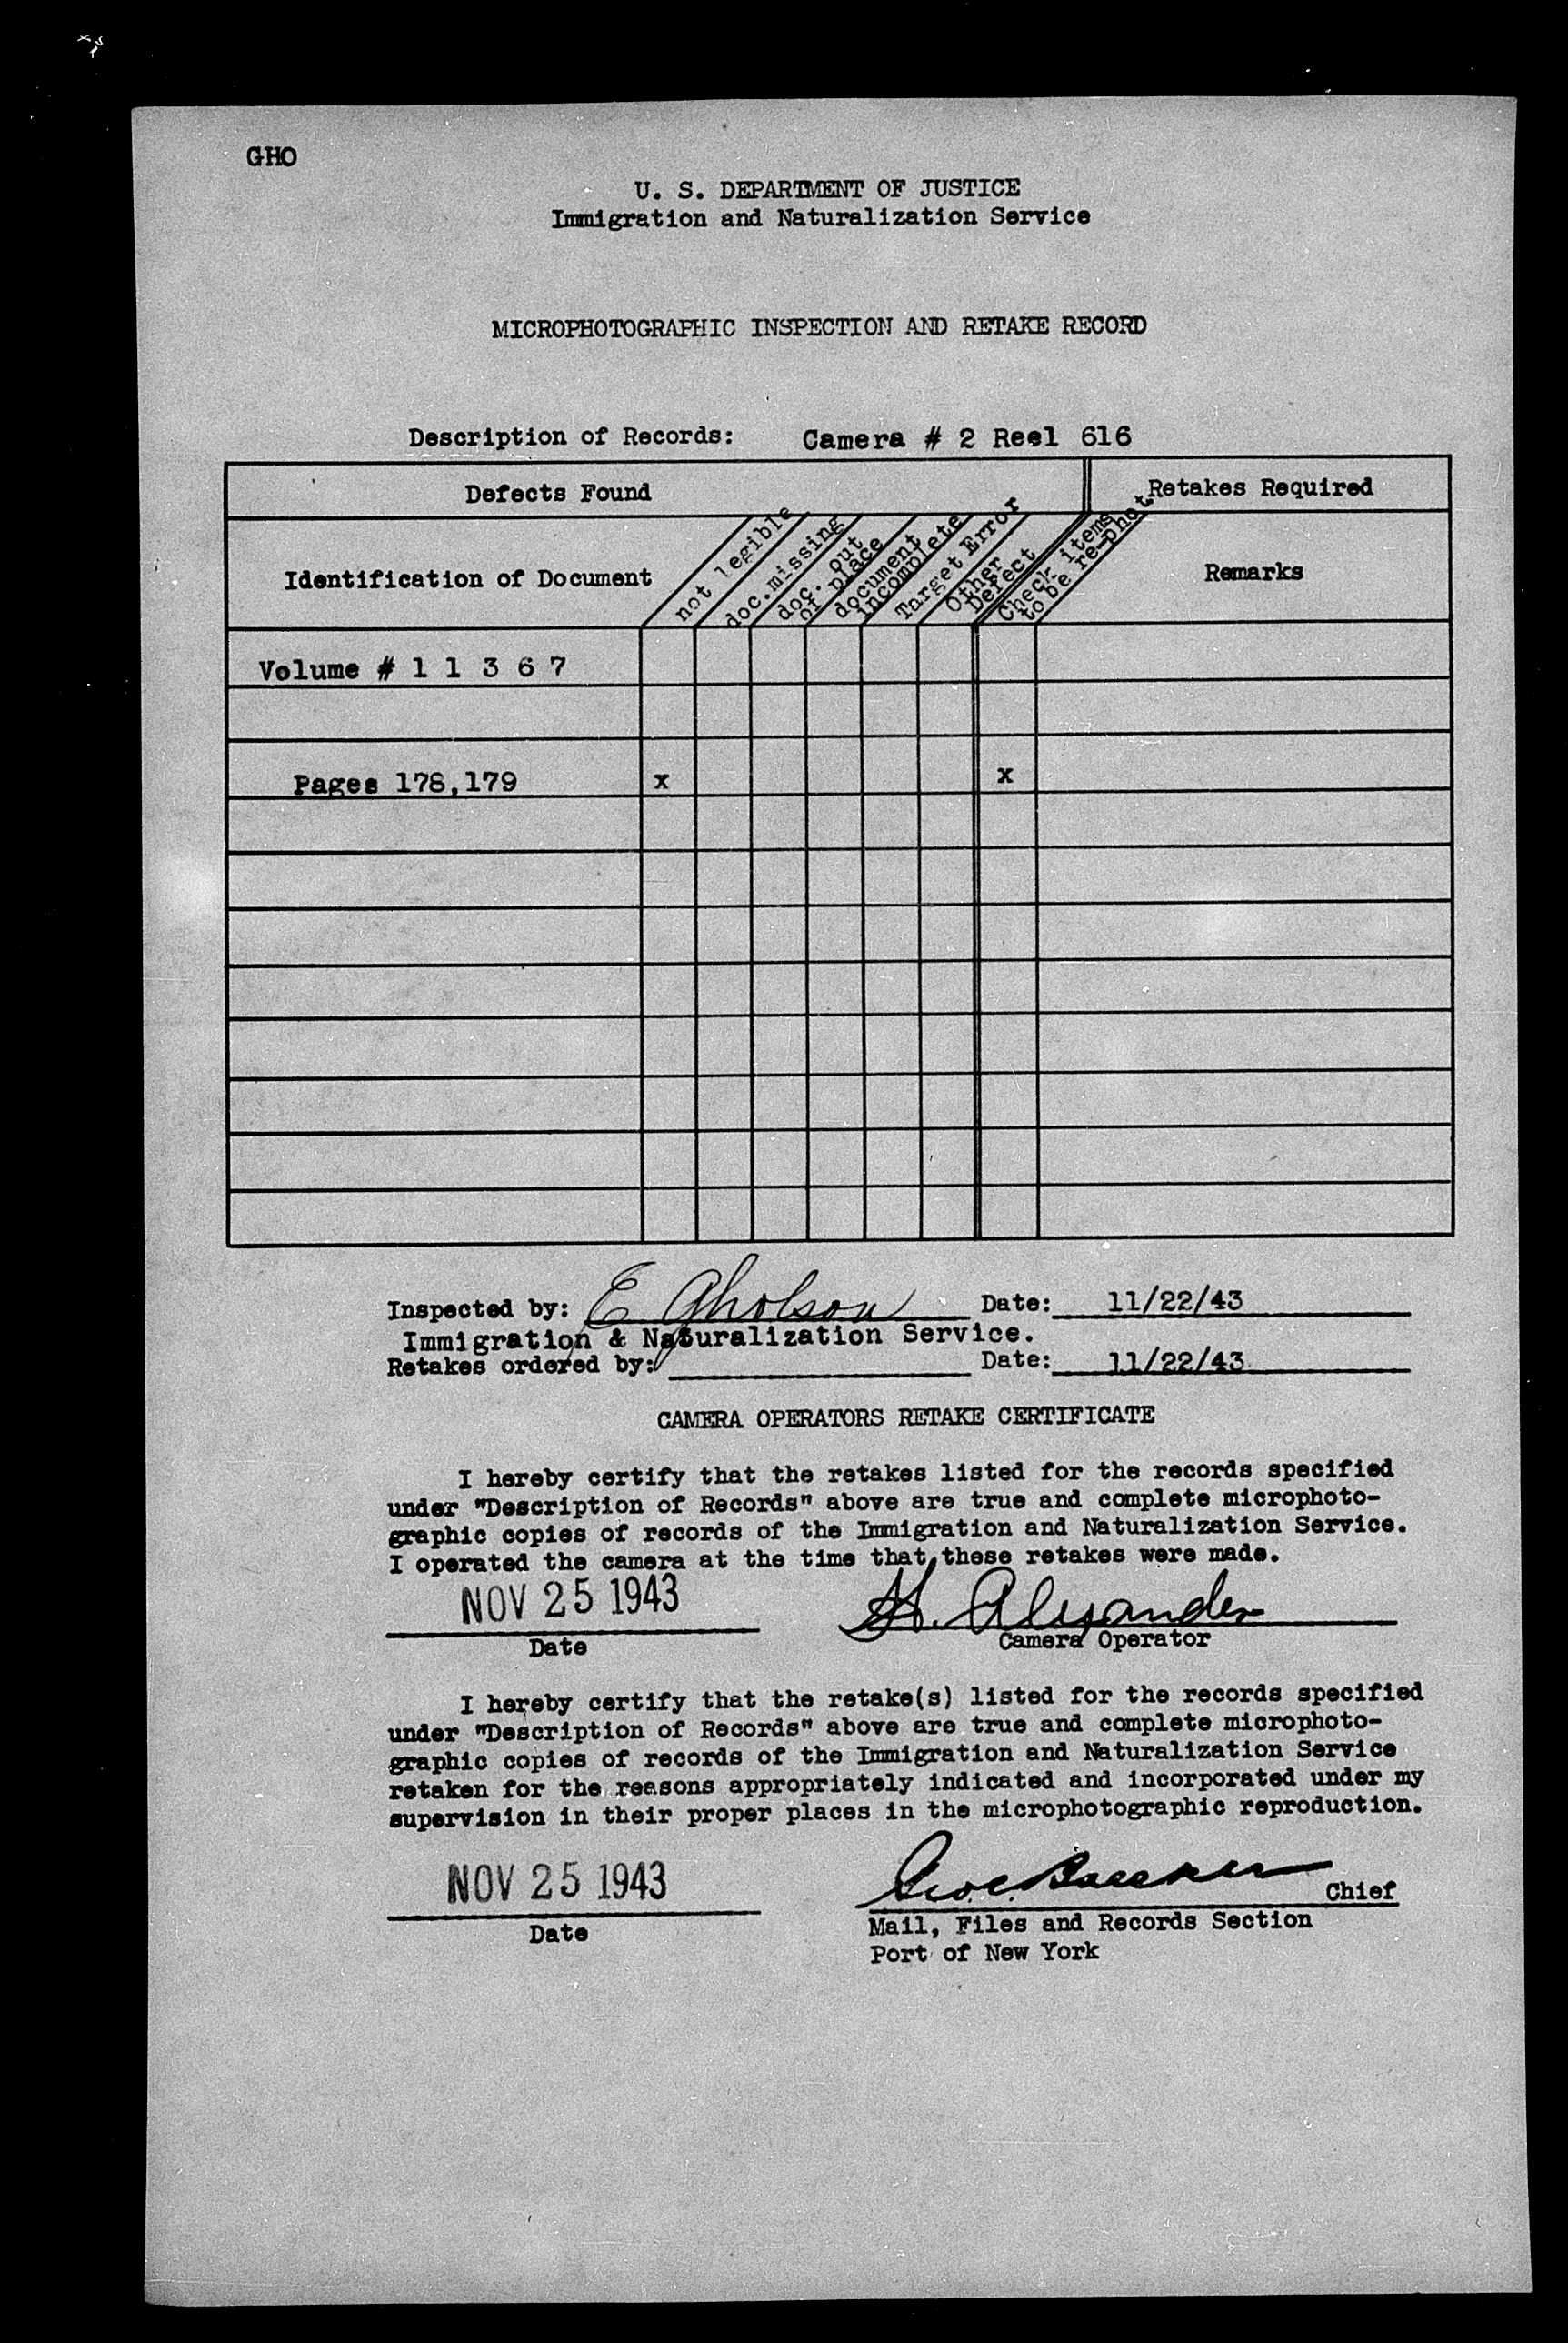 GHO
U. S. DEPARTMENT OF JUSTICE
Immigration and Naturalization Service
MICROPHOTOGRAPHIC INSPECTION AND RETAKE RECORD
Description of Records: Camera # 2 Reel 616
Defects Found
Retakes Required
Identification of Document
not legible
doc.missing
doc. out
of place
document
incomplete
Target Error
Other
Defect
Check items
to be re-phot.
Remarks
Volume # 1 1 3 6 7
Pages 178,179 x x
Inspected by: E Gholson Date: 11/22/43
Immigration & Naturalization Service.
Retakes ordered by: Date: 11/22/43
CAMERA OPERATORS RETAKE CERTIFICATE
I hereby certify that the retakes listed for the records specified
under "Description of Records" above are true and complete microphoto-
graphic copies of records of the Immigration and Naturalization Service.
I operated the camera at the time that these retakes were made.
NOV 25 1943 H. Alexander
Date Camera Operator
I hereby certify that the retake(s) listed for the records specified
under "Description of Records" above are true and complete microphoto-
graphic copies of records of the Immigration and Naturalization Service
retaken for the reasons appropriately indicated and incorporated under my
supervision in their proper places in the microphotographic reproduction.
NOV 25 1943 Chief
Date
Mail, Files and Records Section
Port of New York